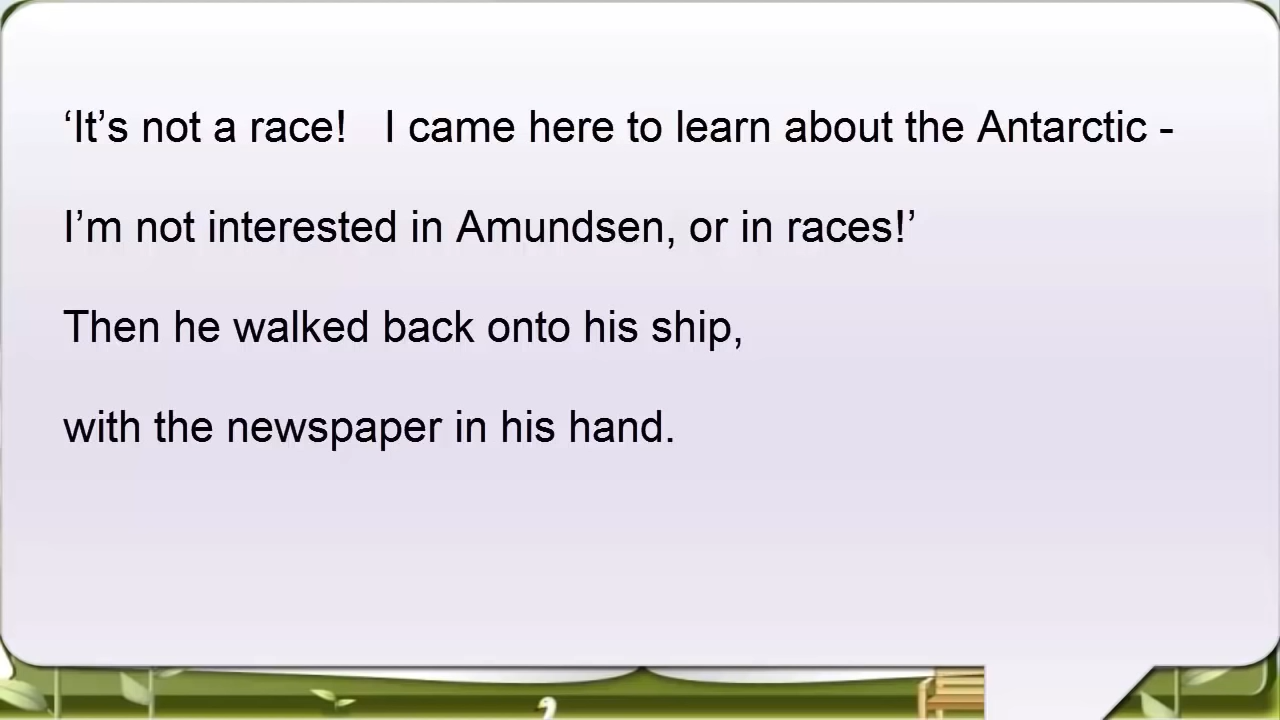 ‘It’s not a race!   I came here to learn about the Antarctic -
I’m not interested in Amundsen, or in races!’
Then he walked back onto his ship,
with the newspaper in his hand.